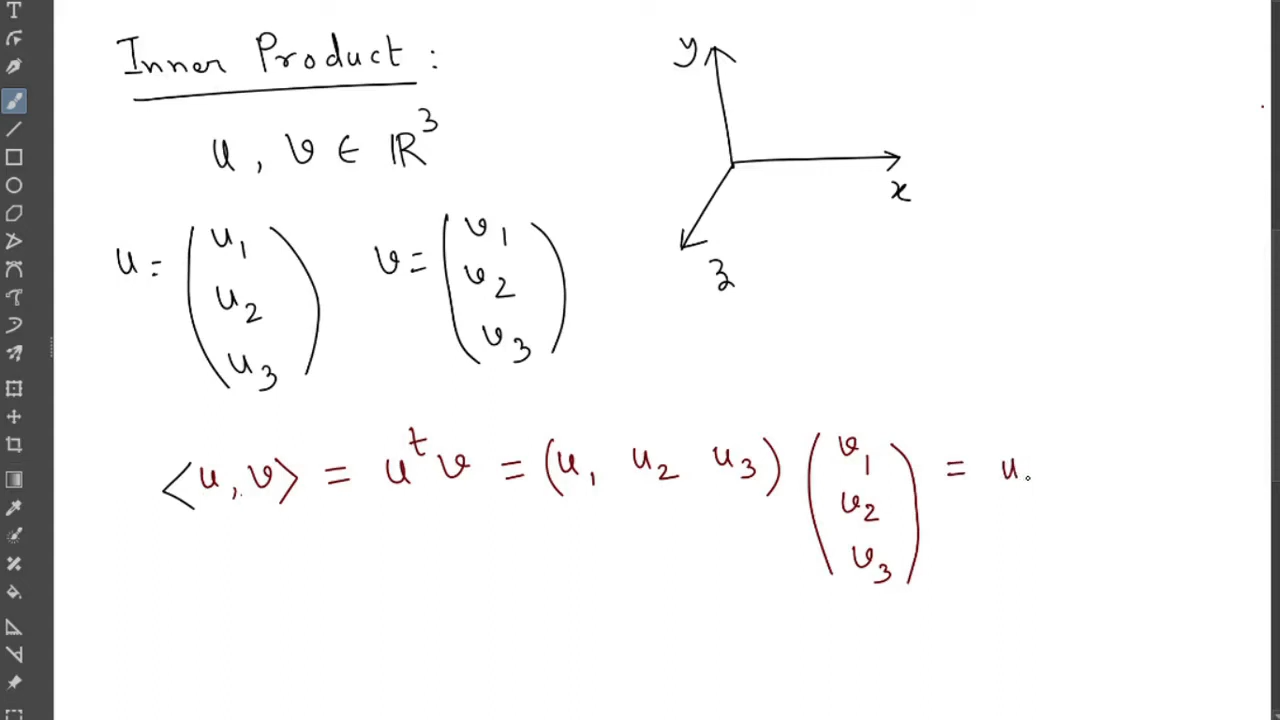 Inner Product :
u , v ∈ ℝ³
y
x
z
u = (u₁ u₂ u₃) v = (v₁ v₂ v₃)
<u, v> = uᵗv = (u₁ u₂ u₃) (v₁ v₂ v₃) = u.